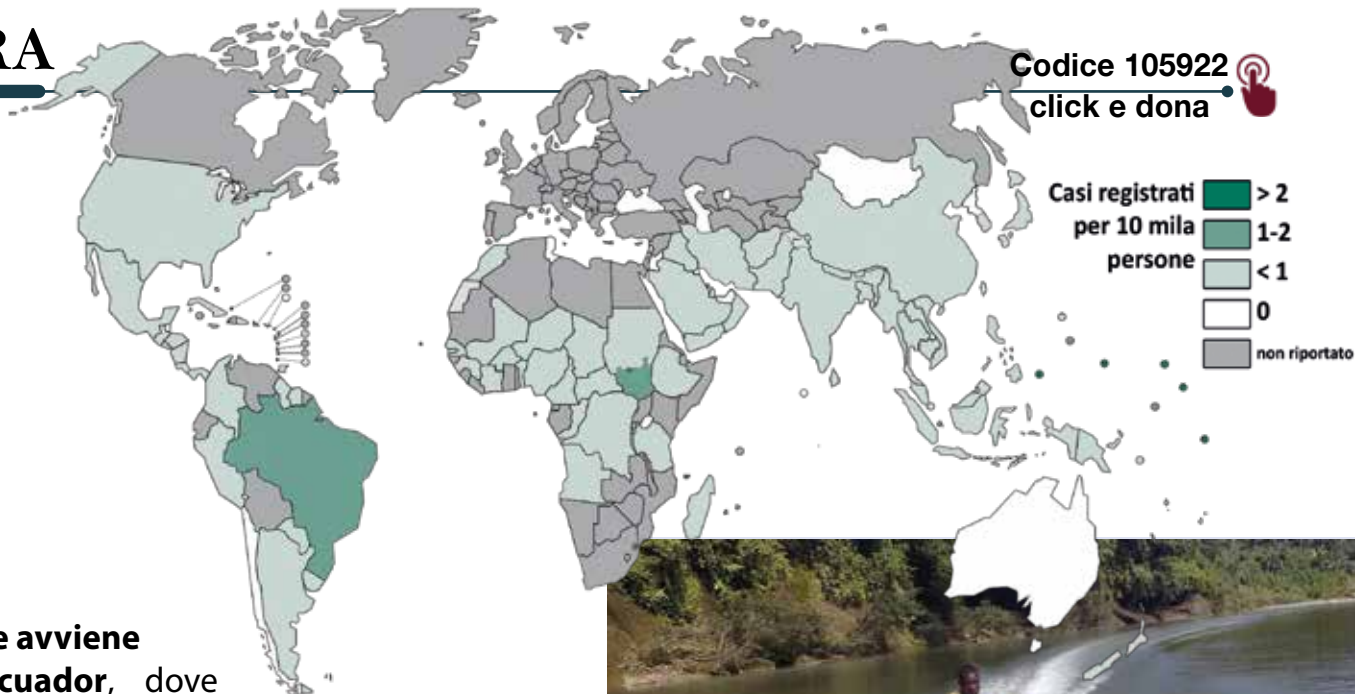 RA
Codice 105922
click e dona
Casi registrati
per 10 mila
persone
> 2
1-2
< 1
0
non riportato
e avviene
cuador, dove